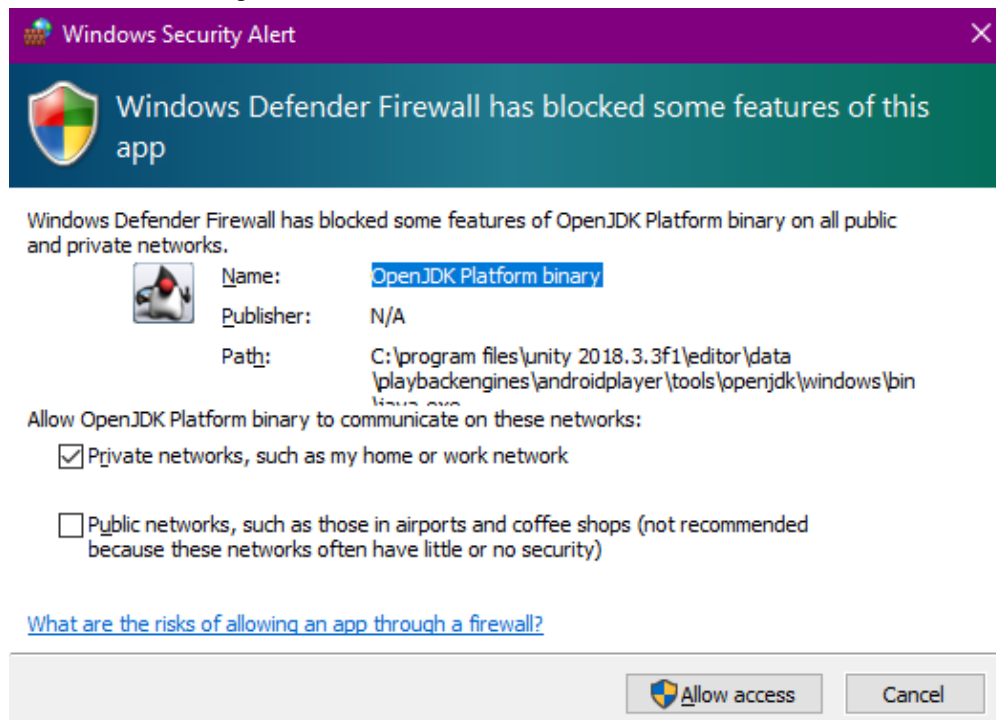 Windows Security Alert
Windows Defender Firewall has blocked some features of this
app
Windows Defender Firewall has blocked some features of OpenJDK Platform binary on all public
and private networks.
Name: OpenJDK Platform binary
Publisher: N/A
Path: C:\program files\unity 2018.3.3f1\editor\data
\playbackengines\androidplayer\tools\openjdk\windows\bin
\java.exe
Allow OpenJDK Platform binary to communicate on these networks:
Private networks, such as my home or work network
Public networks, such as those in airports and coffee shops (not recommended
because these networks often have little or no security)
What are the risks of allowing an app through a firewall?
Allow access Cancel